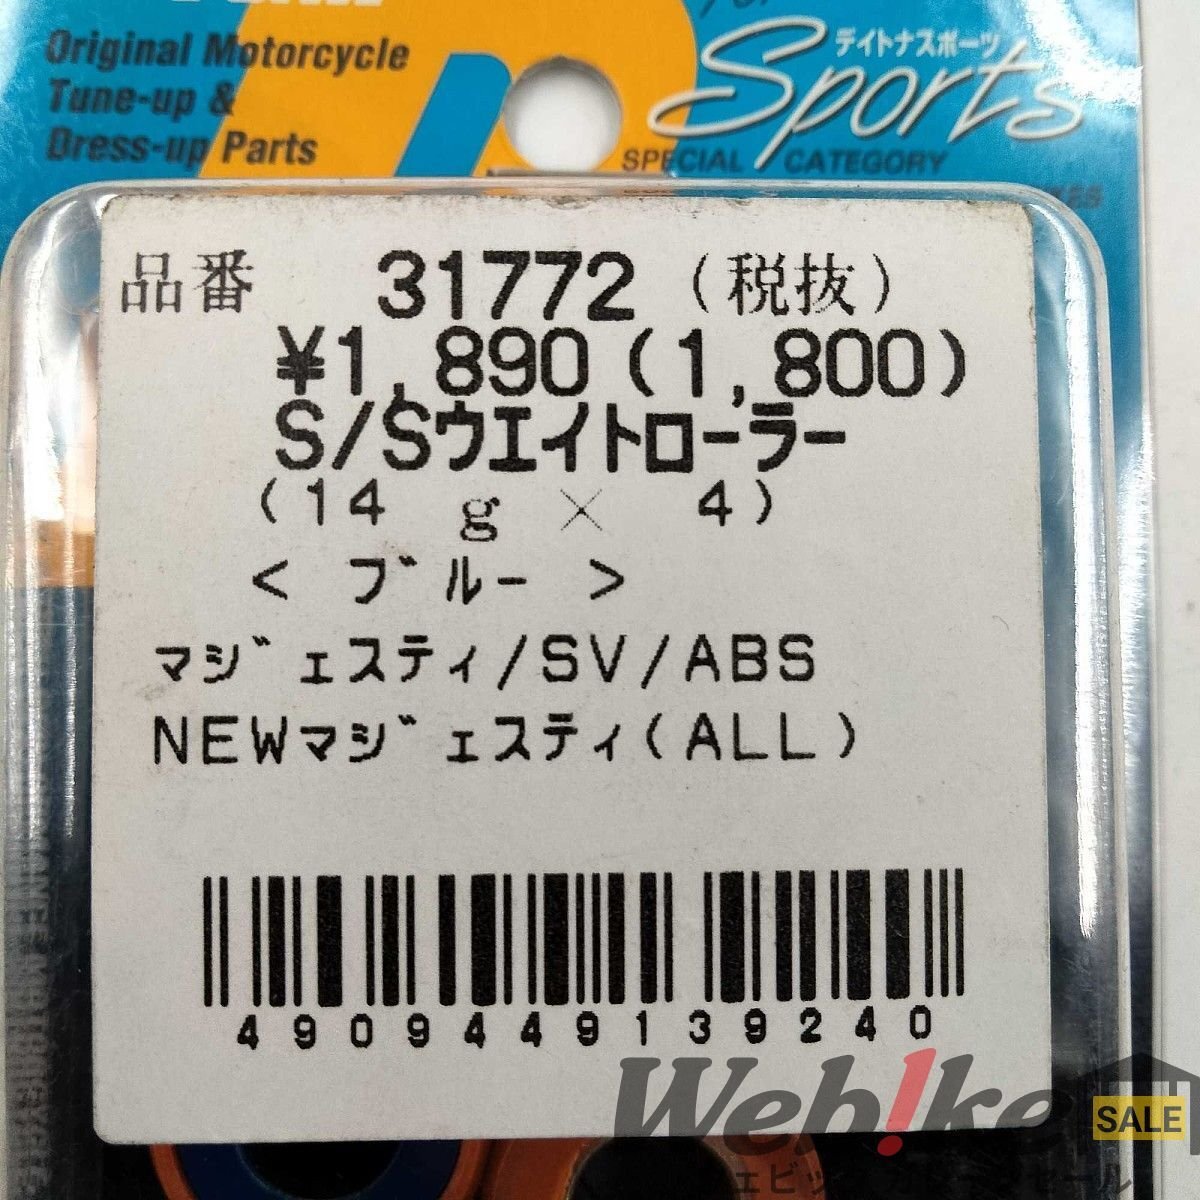 Original Motorcycle
Tune-up &
Dress-up Parts
デイトナスポーツ
Sports
SPECIAL CATEGORY
品番 31772(税抜)
¥1,890(1,800)
S/Sウエイトローラー
(14 g × 4)
< ブルー >
マジェスティ/SV/ABS
NEWマジェスティ(ALL)
4909449139240
Web!ke
SALE